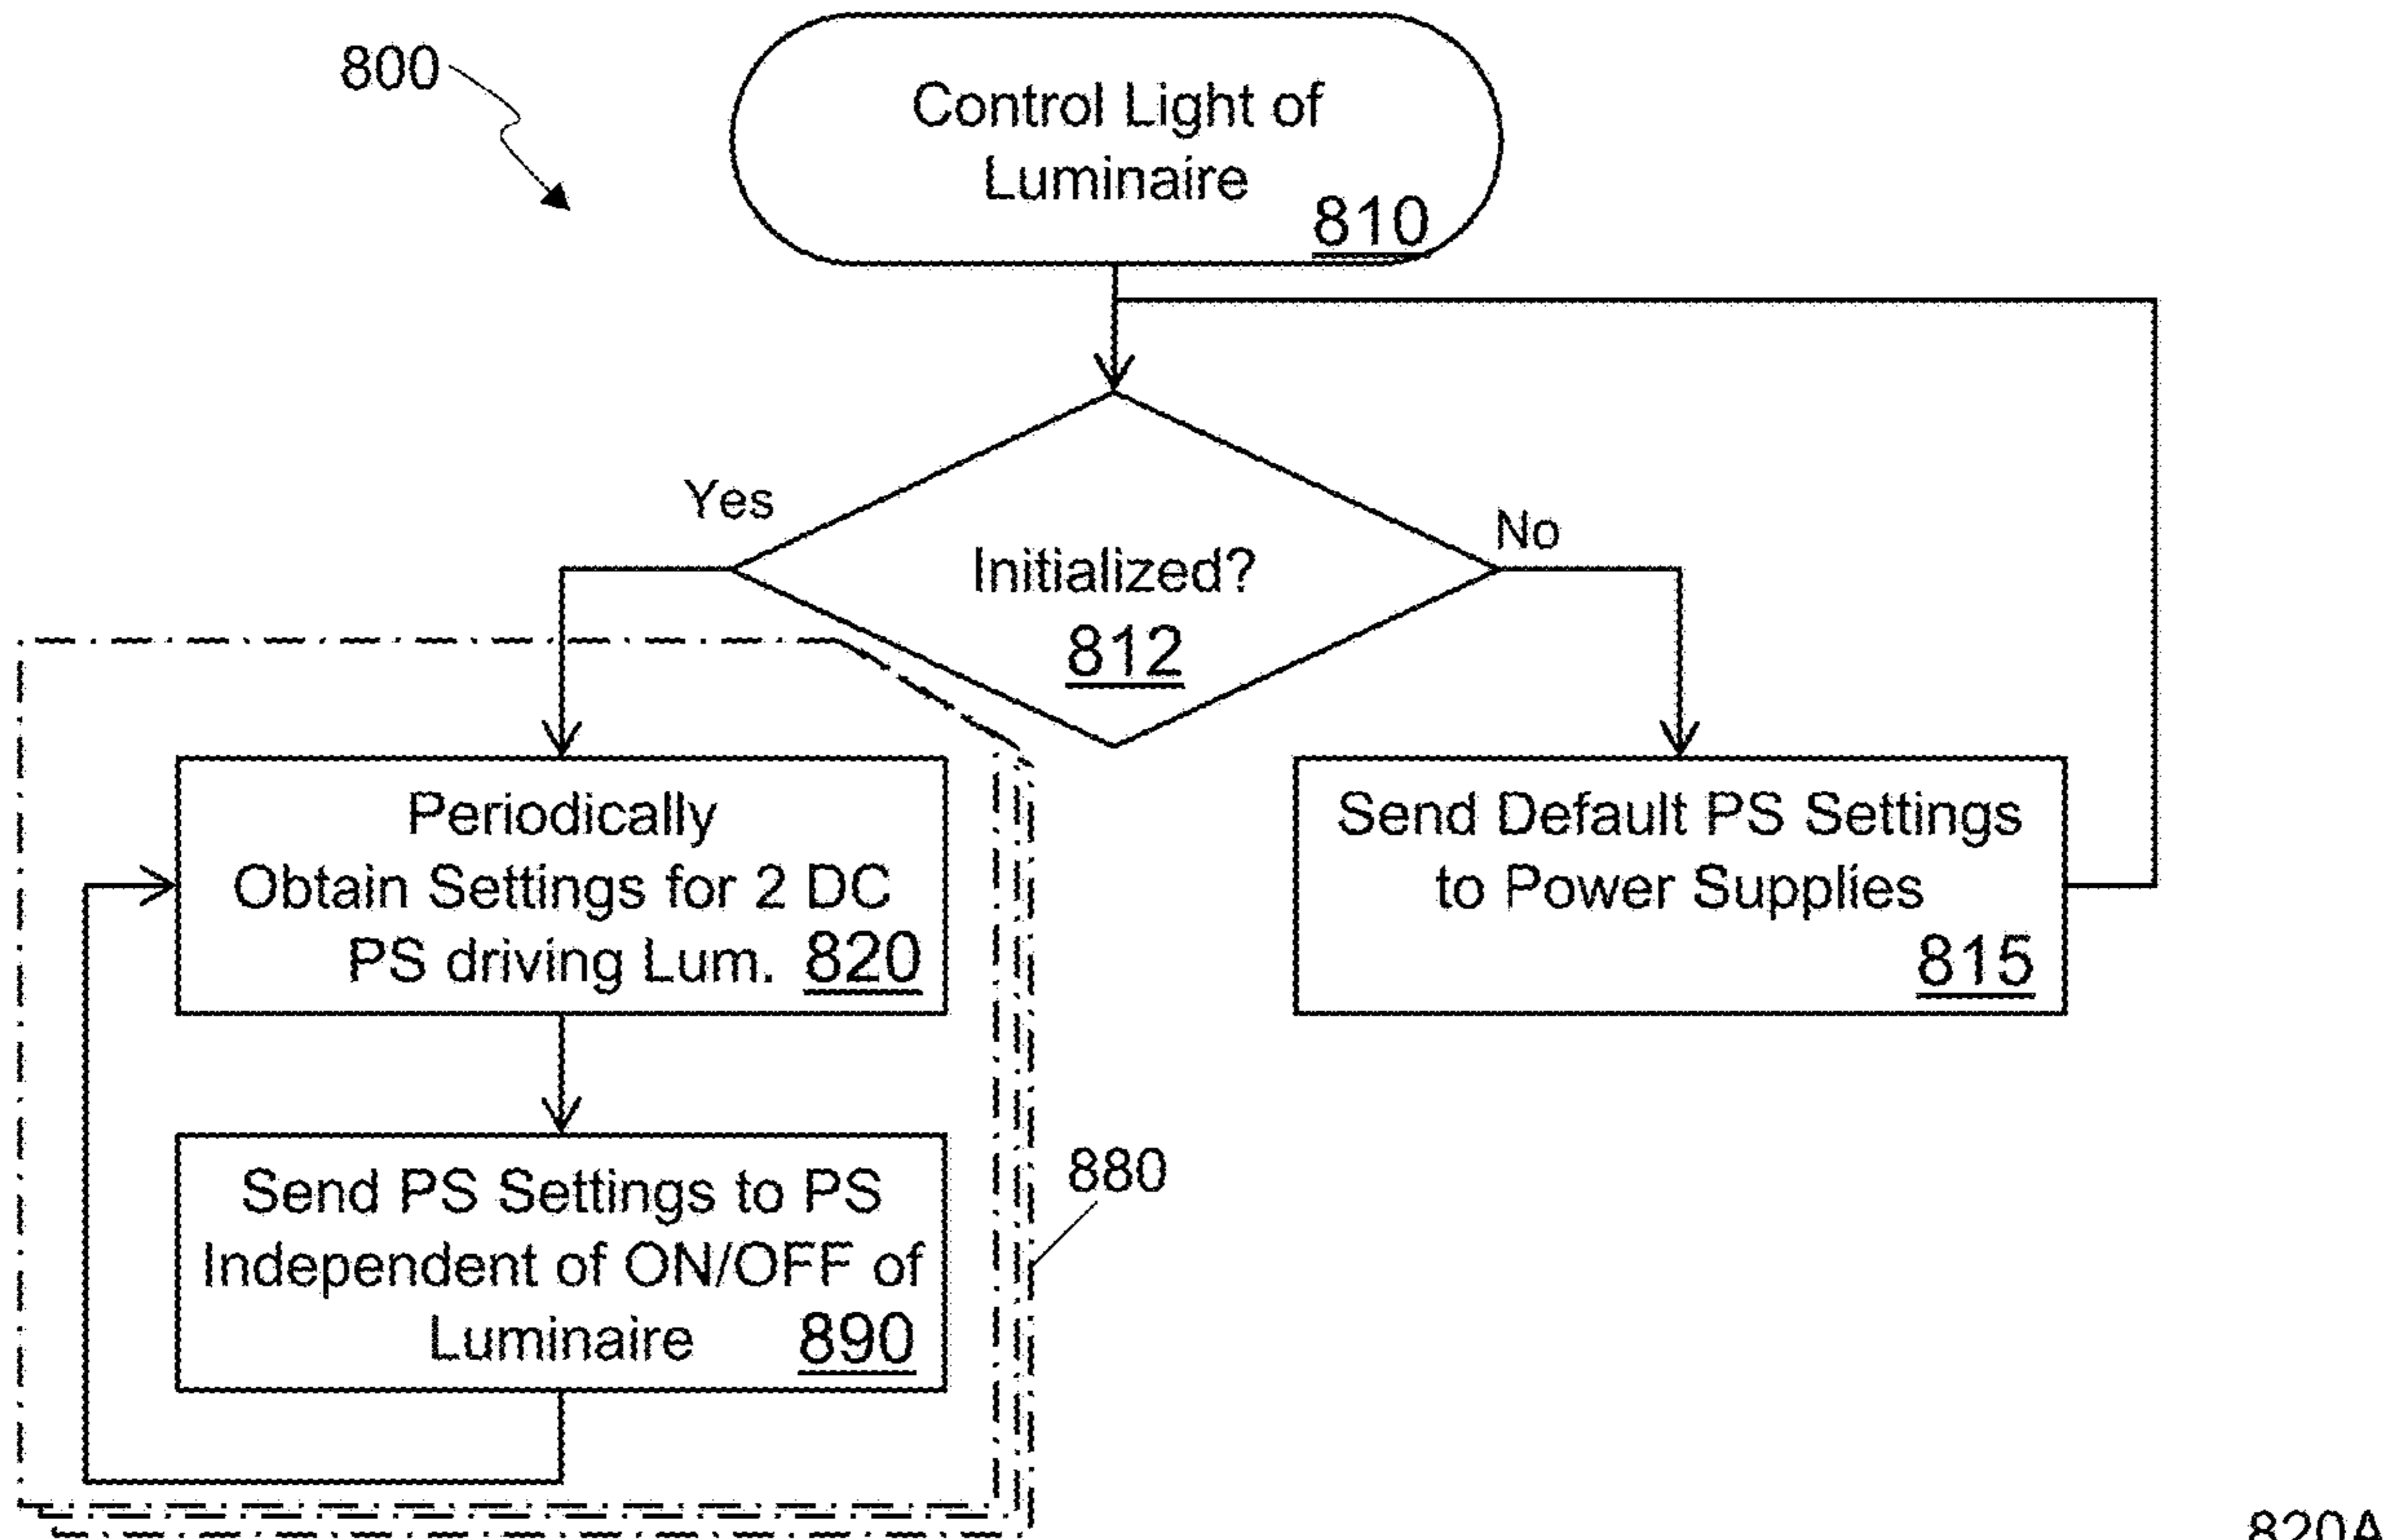 800
Control Light of
Luminaire
810
Yes
No
Initialized?
812
Periodically
Obtain Settings for 2 DC
PS driving Lum. 820
Send Default PS Settings
to Power Supplies
815
Send PS Settings to PS
Independent of ON/OFF of
Luminaire 890
880
820A